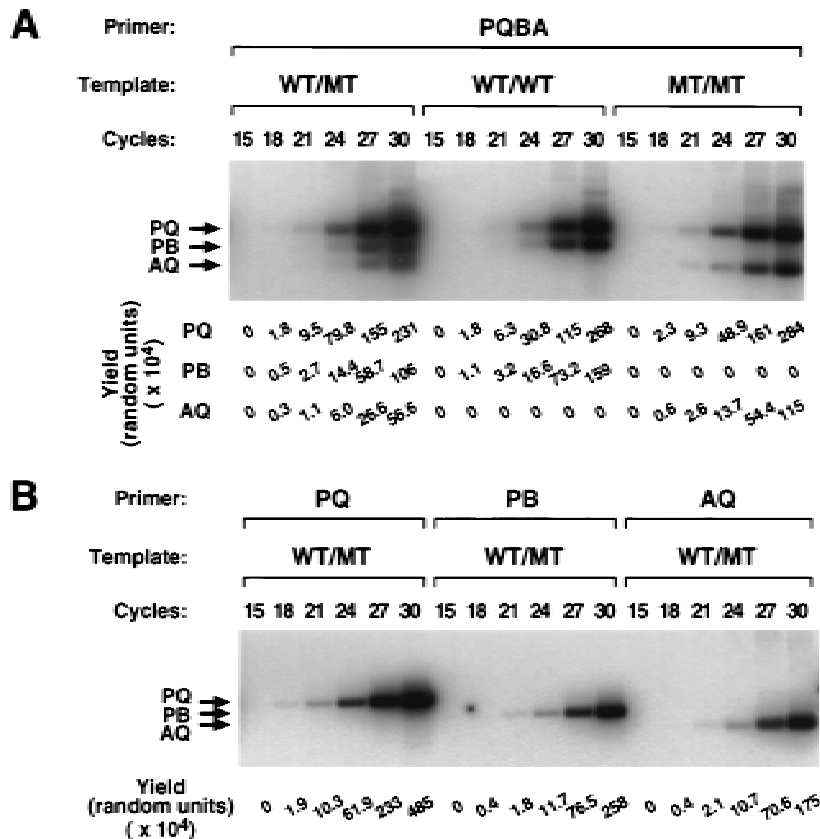 A
Primer: PQBA
Template: WT/MT WT/WT MT/MT
Cycles: 15 18 21 24 27 30 15 18 21 24 27 30 15 18 21 24 27 30
PQ
PB
AQ
Yield
(random units)
( x 10⁴)
PQ 0 1.8 9.5 79.8 155 231 0 1.8 6.3 30.8 115 268 0 2.3 9.3 48.9 161 284
PB 0 0.5 2.7 14.4 58.7 106 0 1.1 3.2 16.6 73.2 159 0 0 0 0 0 0
AQ 0 0.3 1.1 6.0 26.6 56.6 0 0 0 0 0 0 0 0.6 2.6 13.7 54.4 115
B
Primer: PQ PB AQ
Template: WT/MT WT/MT WT/MT
Cycles: 15 18 21 24 27 30 15 18 21 24 27 30 15 18 21 24 27 30
PQ
PB
AQ
Yield
(random units)
( x 10⁴)
0 1.9 10.3 61.9 233 485 0 0.4 1.8 11.7 76.5 258 0 0.4 2.1 10.7 70.6 175